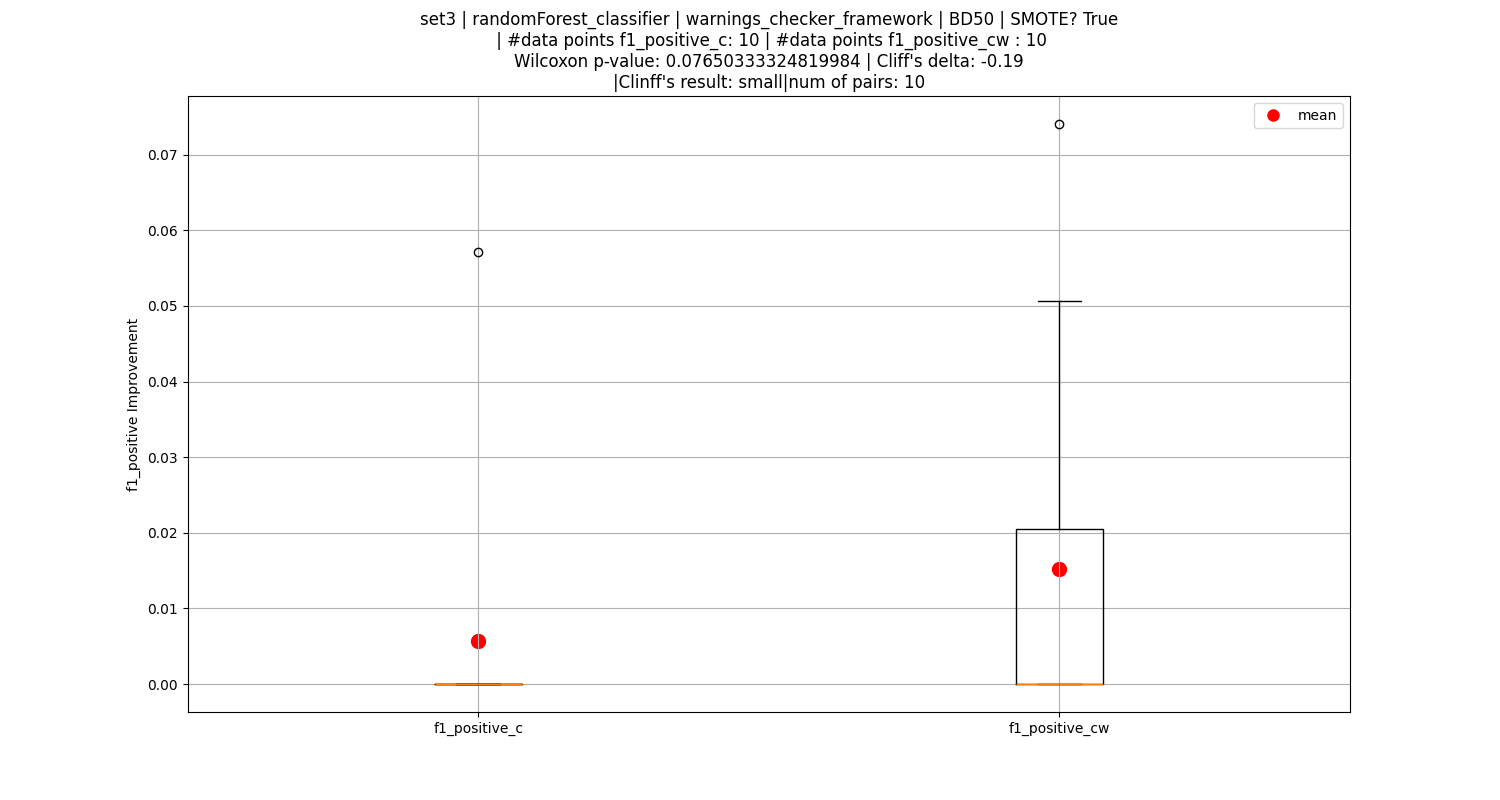 set3 | randomForest_classifier | warnings_checker_framework | BD50 | SMOTE? True
| #data points f1_positive_c: 10 | #data points f1_positive_cw : 10
Wilcoxon p-value: 0.07650333324819984 | Cliff's delta: -0.19
|Clinff's result: small|num of pairs: 10
mean
0.07
0.06
0.05
0.04
0.03
0.02
0.01
0.00
f1_positive Improvement
f1_positive_c
f1_positive_cw